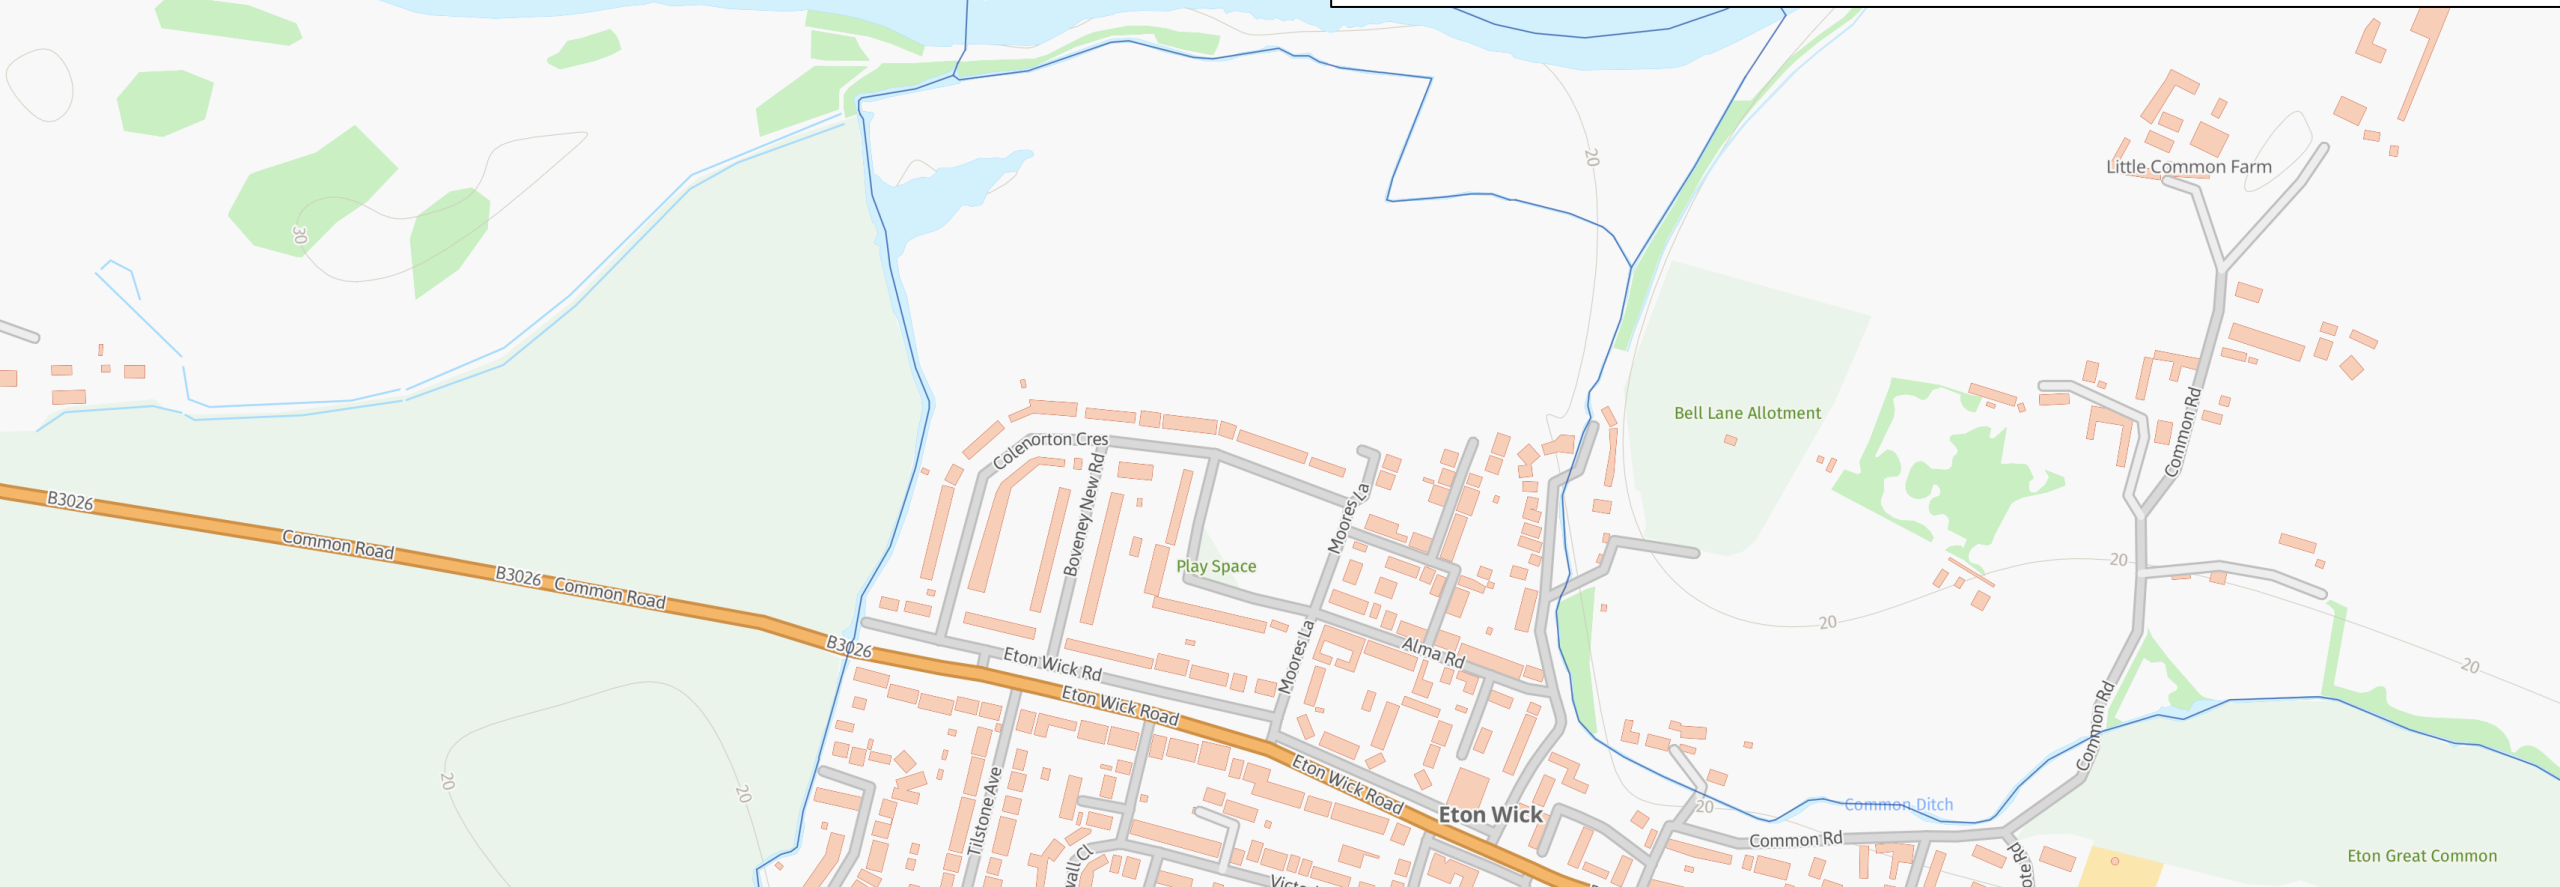 20
Little Common Farm
30
Bell Lane Allotment
Common Rd
Colenorton Cres
B3026
Common Road
Boveney New Rd
Moores La
Play Space
B3026
Common Road
20
20
B3026
Eton Wick Rd
Moores La
Alma Rd
20
Eton Wick Road
Common Rd
20
20
Eton Wick Road
Tilstone Ave
Eton Wick
20
Common Ditch
Common Rd
Eton Great Common